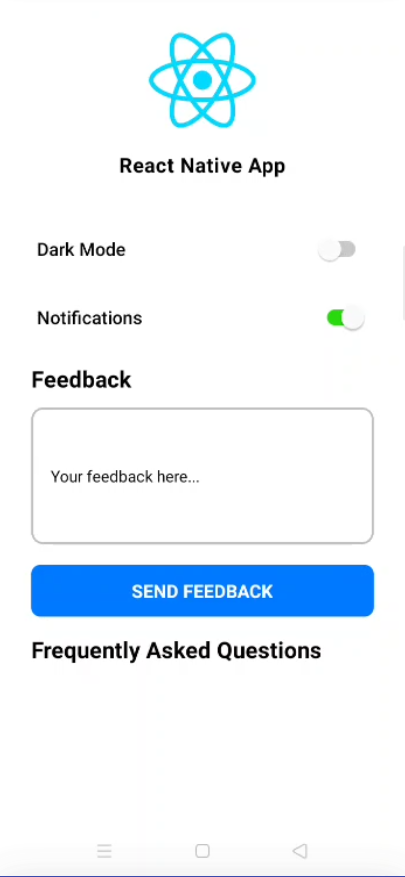 React Native App
Dark Mode
Notifications
Feedback
Your feedback here...
SEND FEEDBACK
Frequently Asked Questions